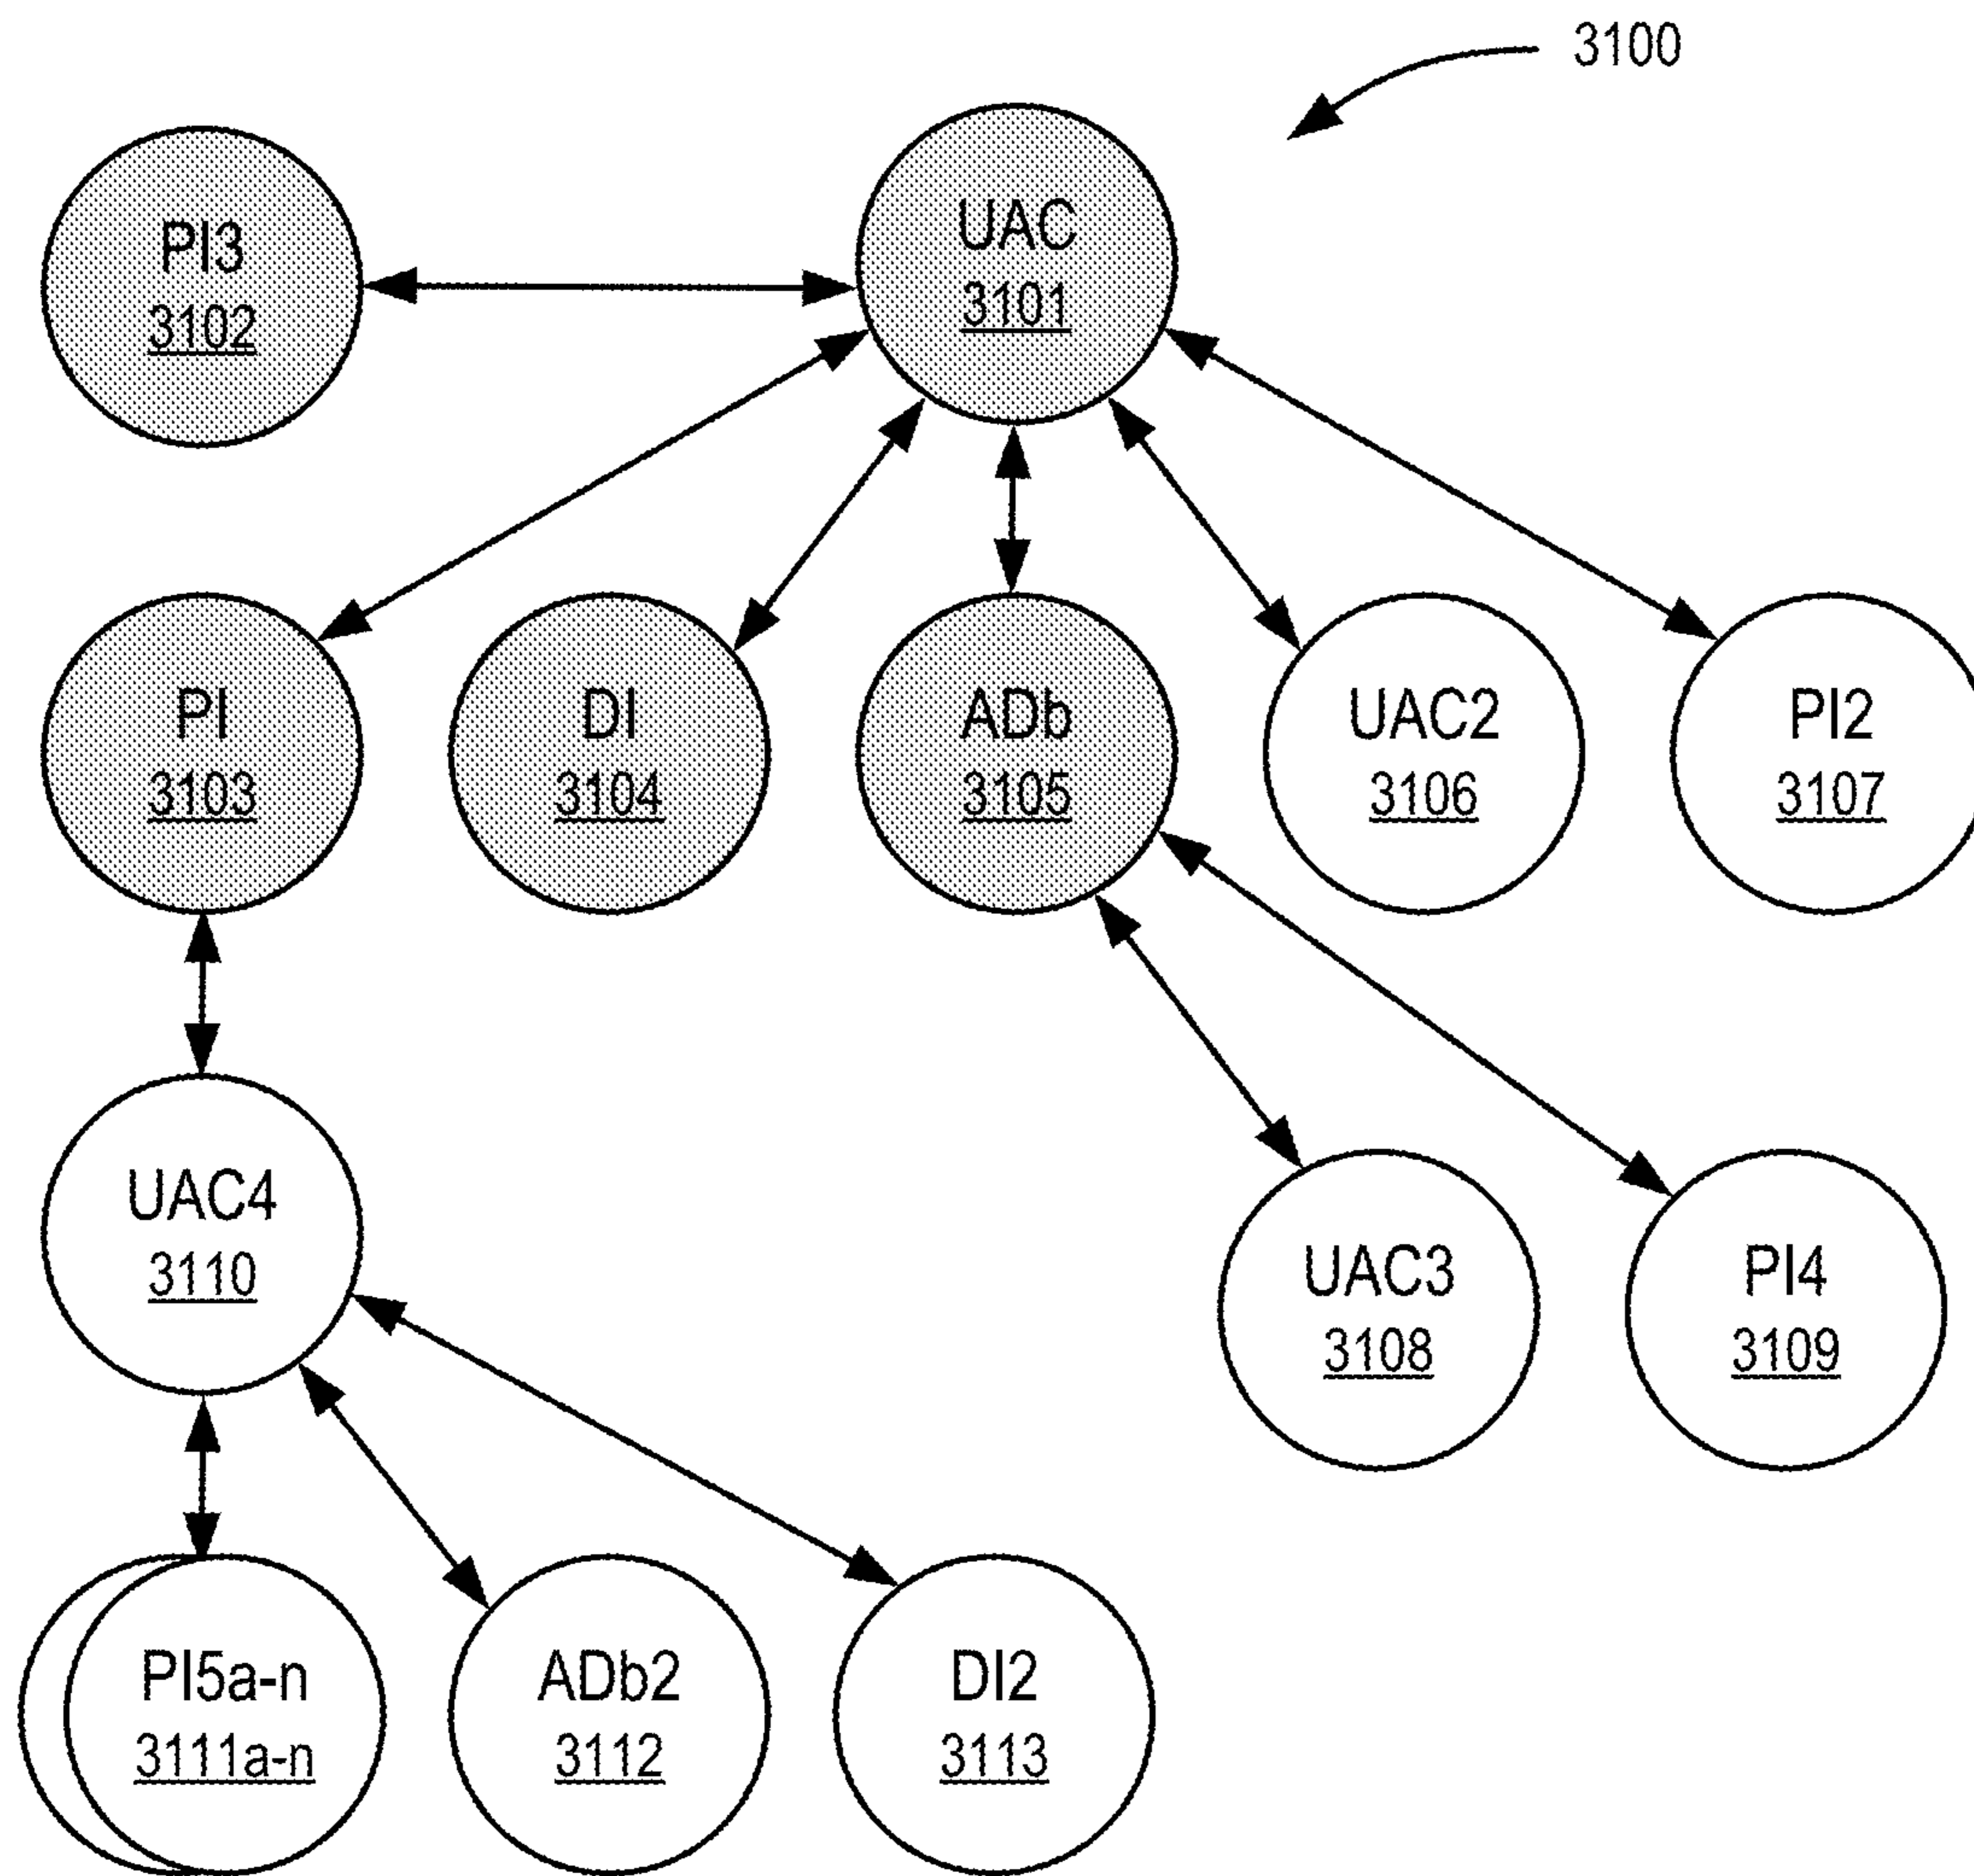 3100
UAC
3101
PI3
3102
PI
3103
DI
3104
ADb
3105
UAC2
3106
PI2
3107
UAC4
3110
UAC3
3108
PI4
3109
PI5a-n
3111a-n
ADb2
3112
DI2
3113